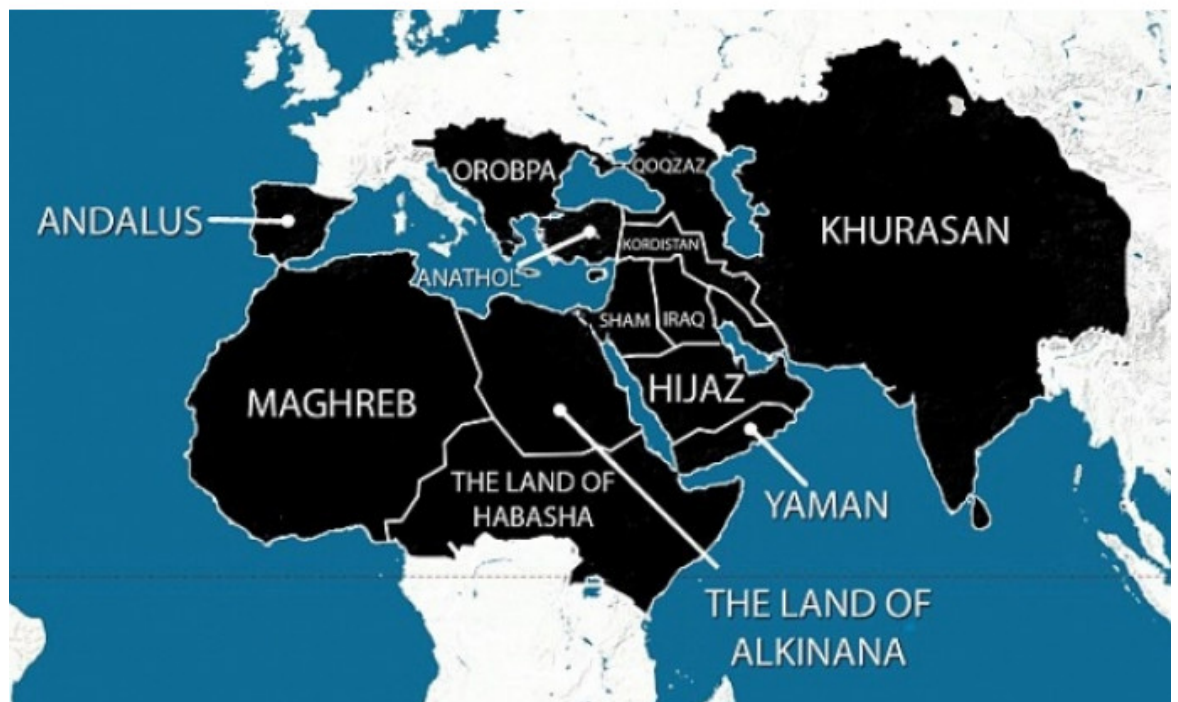 OROBPA
QOQZAZ
ANDALUS
KHURASAN
KORDISTAN
ANATHOL
SHAM
IRAQ
HIJAZ
MAGHREB
THE LAND OF
HABASHA
YAMAN
THE LAND OF
ALKINANA